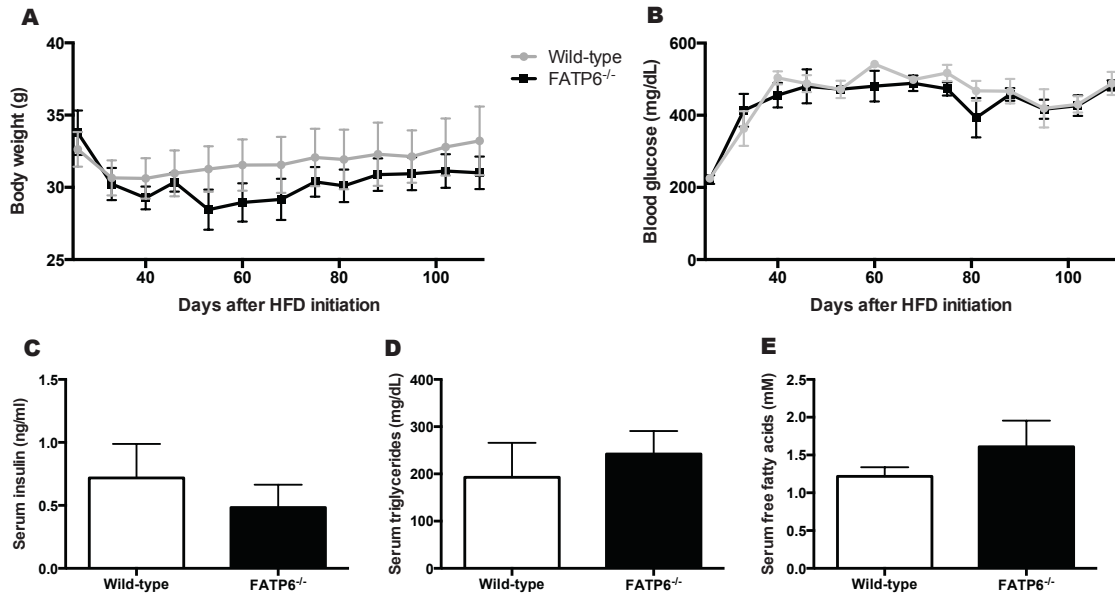 A
Body weight (g)
40
35
30
25
40
60
80
100
Days after HFD initiation
Wild-type
FATP6-/-
B
Blood glucose (mg/dL)
600
400
200
0
40
60
80
100
Days after HFD initiation
C
Serum insulin (ng/ml)
1.5
1.0
0.5
0.0
Wild-type
FATP6-/-
D
Serum triglycerides (mg/dL)
400
300
200
100
0
Wild-type
FATP6-/-
E
Serum free fatty acids (mM)
2.5
2.0
1.5
1.0
0.5
0.0
Wild-type
FATP6-/-